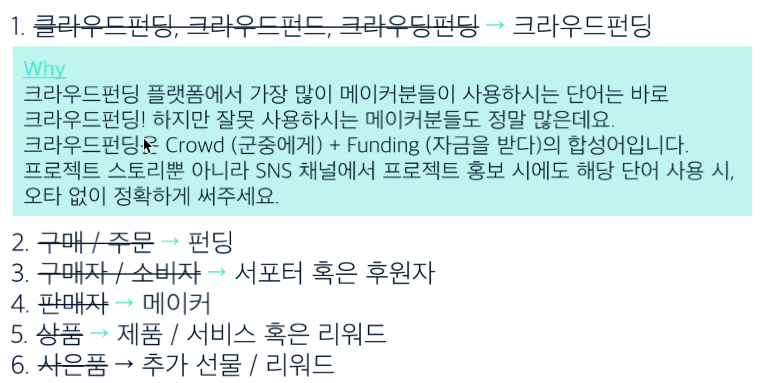 1. 클라우드펀딩, 크라우드펀드, 크라우딩펀딩 → 크라우드펀딩
Why
크라우드펀딩 플랫폼에서 가장 많이 메이커분들이 사용하시는 단어는 바로
크라우드펀딩! 하지만 잘못 사용하시는 메이커분들도 정말 많은데요.
크라우드펀딩은 Crowd (군중에게) + Funding (자금을 받다)의 합성어입니다.
프로젝트 스토리뿐 아니라 SNS 채널에서 프로젝트 홍보 시에도 해당 단어 사용 시,
오타 없이 정확하게 써주세요.
2. 구매 / 주문 → 펀딩
3. 구매자 / 소비자 → 서포터 혹은 후원자
4. 판매자 → 메이커
5. 상품 → 제품 / 서비스 혹은 리워드
6. 사은품 → 추가 선물 / 리워드